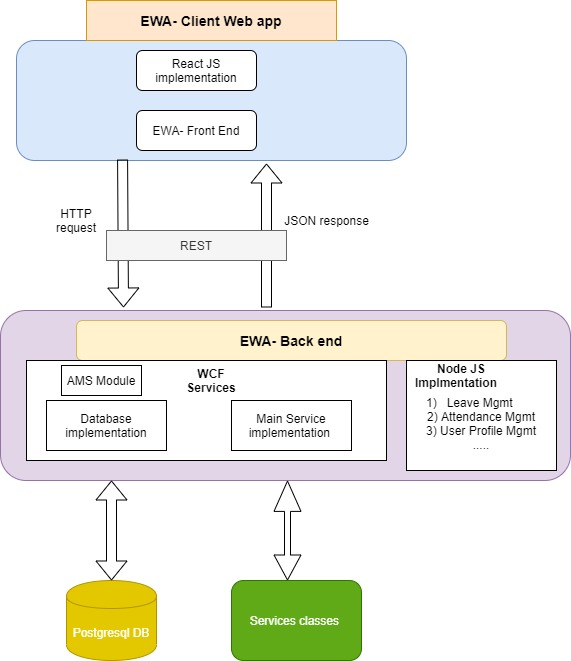 EWA- Client Web app
React JS
implementation
EWA- Front End
HTTP
request
JSON response
REST
EWA- Back end
AMS Module
WCF
Services
Database
implementation
Main Service
implementation
Node JS
Implmentation
1) Leave Mgmt
2) Attendance Mgmt
3) User Profile Mgmt
.....
Postgresql DB
Services classes